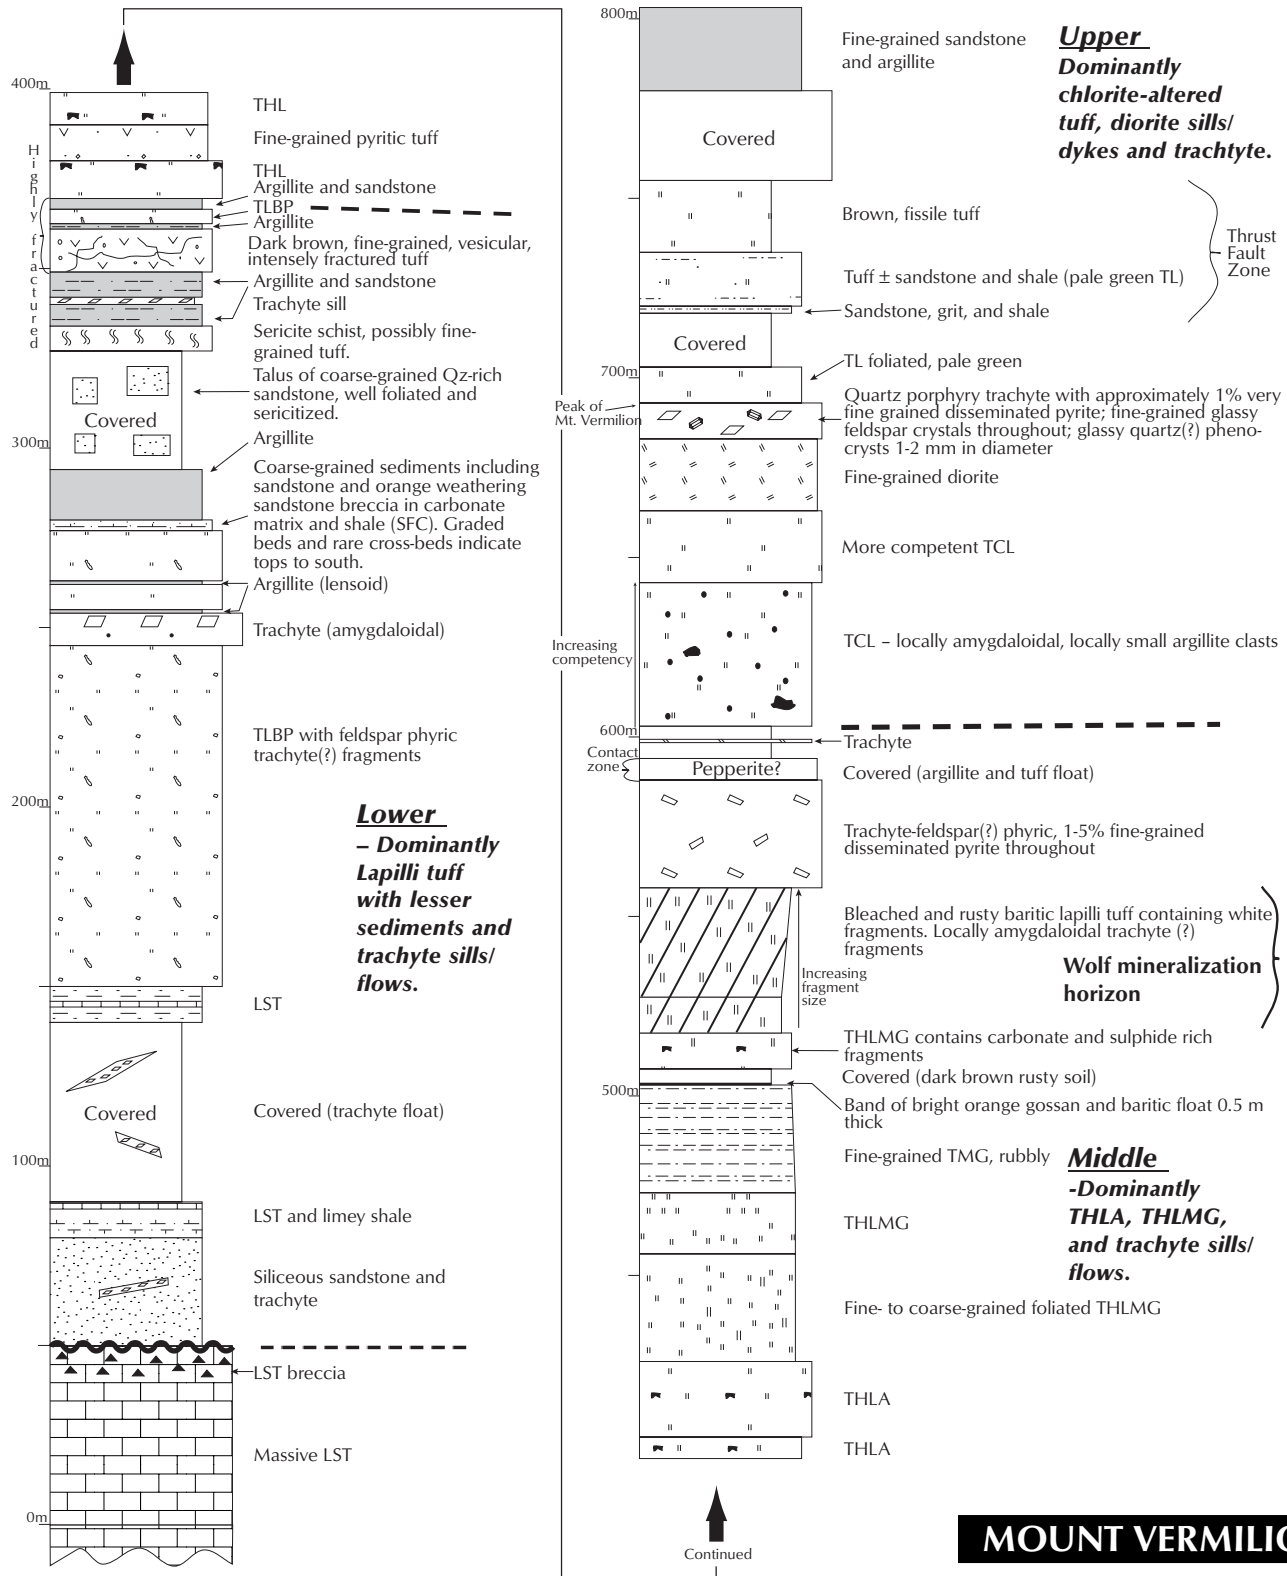 400m
THL
Fine-grained pyritic tuff
Highly fractured
THL
Argillite and sandstone
TLBP
Argillite
Dark brown, fine-grained, vesicular,
intensely fractured tuff
Argillite and sandstone
Trachyte sill
Sericite schist, possibly fine-
grained tuff.
Talus of coarse-grained Qz-rich
sandstone, well foliated and
sericitized.
Covered
300m
Argillite
Coarse-grained sediments including
sandstone and orange weathering
sandstone breccia in carbonate
matrix and shale (SFC). Graded
beds and rare cross-beds indicate
tops to south.
Argillite (lensoid)
Trachyte (amygdaloidal)
TLBP with feldspar phyric
trachyte(?) fragments
200m
Lower
– Dominantly
Lapilli tuff
with lesser
sediments and
trachyte sills/
flows.
LST
Covered
Covered (trachyte float)
100m
LST and limey shale
Siliceous sandstone and
trachyte
LST breccia
Massive LST
0m
800m
Fine-grained sandstone
and argillite
Upper
Dominantly
chlorite-altered
tuff, diorite sills/
dykes and trachtyte.
Covered
Brown, fissile tuff
Thrust
Fault
Zone
Tuff ± sandstone and shale (pale green TL)
Sandstone, grit, and shale
Covered
TL foliated, pale green
700m
Peak of
Mt. Vermilion
Quartz porphyry trachyte with approximately 1% very
fine grained disseminated pyrite; fine-grained glassy
feldspar crystals throughout; glassy quartz(?) pheno-
crysts 1-2 mm in diameter
Fine-grained diorite
More competent TCL
Increasing
competency
TCL – locally amygdaloidal, locally small argillite clasts
600m
Trachyte
Contact
zone
Pepperite?
Covered (argillite and tuff float)
Trachyte-feldspar(?) phyric, 1-5% fine-grained
disseminated pyrite throughout
Bleached and rusty baritic lapilli tuff containing white
fragments. Locally amygdaloidal trachyte (?)
fragments
Wolf mineralization
horizon
Increasing
fragment
size
THLMG contains carbonate and sulphide rich
fragments
Covered (dark brown rusty soil)
500m
Band of bright orange gossan and baritic float 0.5 m
thick
Fine-grained TMG, rubbly
Middle
-Dominantly
THLA, THLMG,
and trachyte sills/
flows.
THLMG
Fine- to coarse-grained foliated THLMG
THLA
THLA
Continued
MOUNT VERMILIO